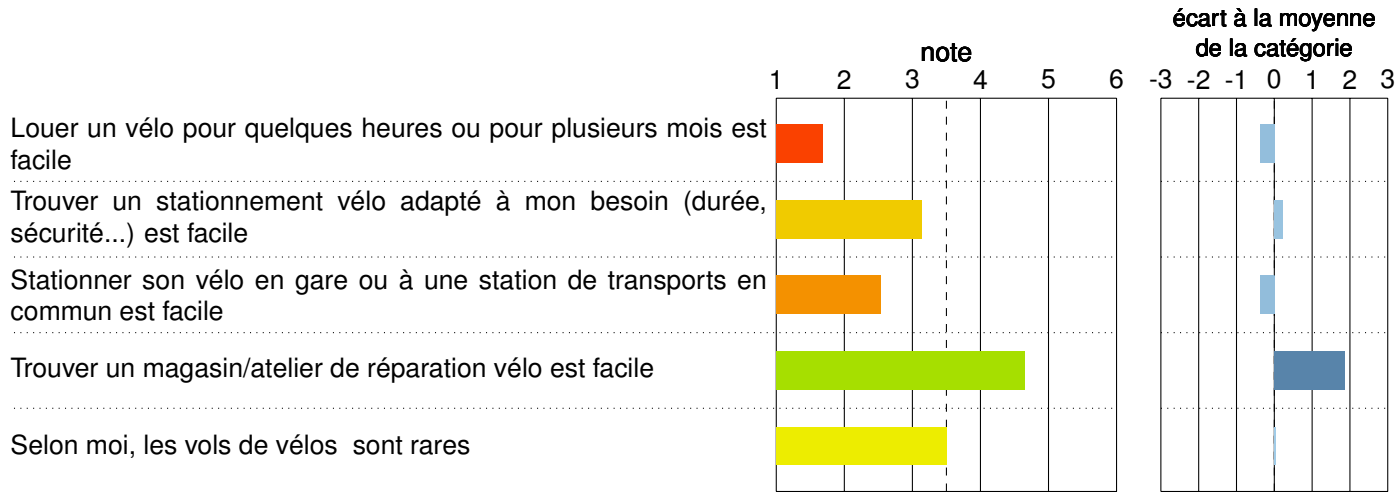 écart à la moyenne
note de la catégorie
1 2 3 4 5 6 -3 -2 -1 0 1 2 3
Louer un vélo pour quelques heures ou pour plusieurs mois est
facile
Trouver un stationnement vélo adapté à mon besoin (durée,
sécurité...) est facile
Stationner son vélo en gare ou à une station de transports en
commun est facile
Trouver un magasin/atelier de réparation vélo est facile
Selon moi, les vols de vélos sont rares